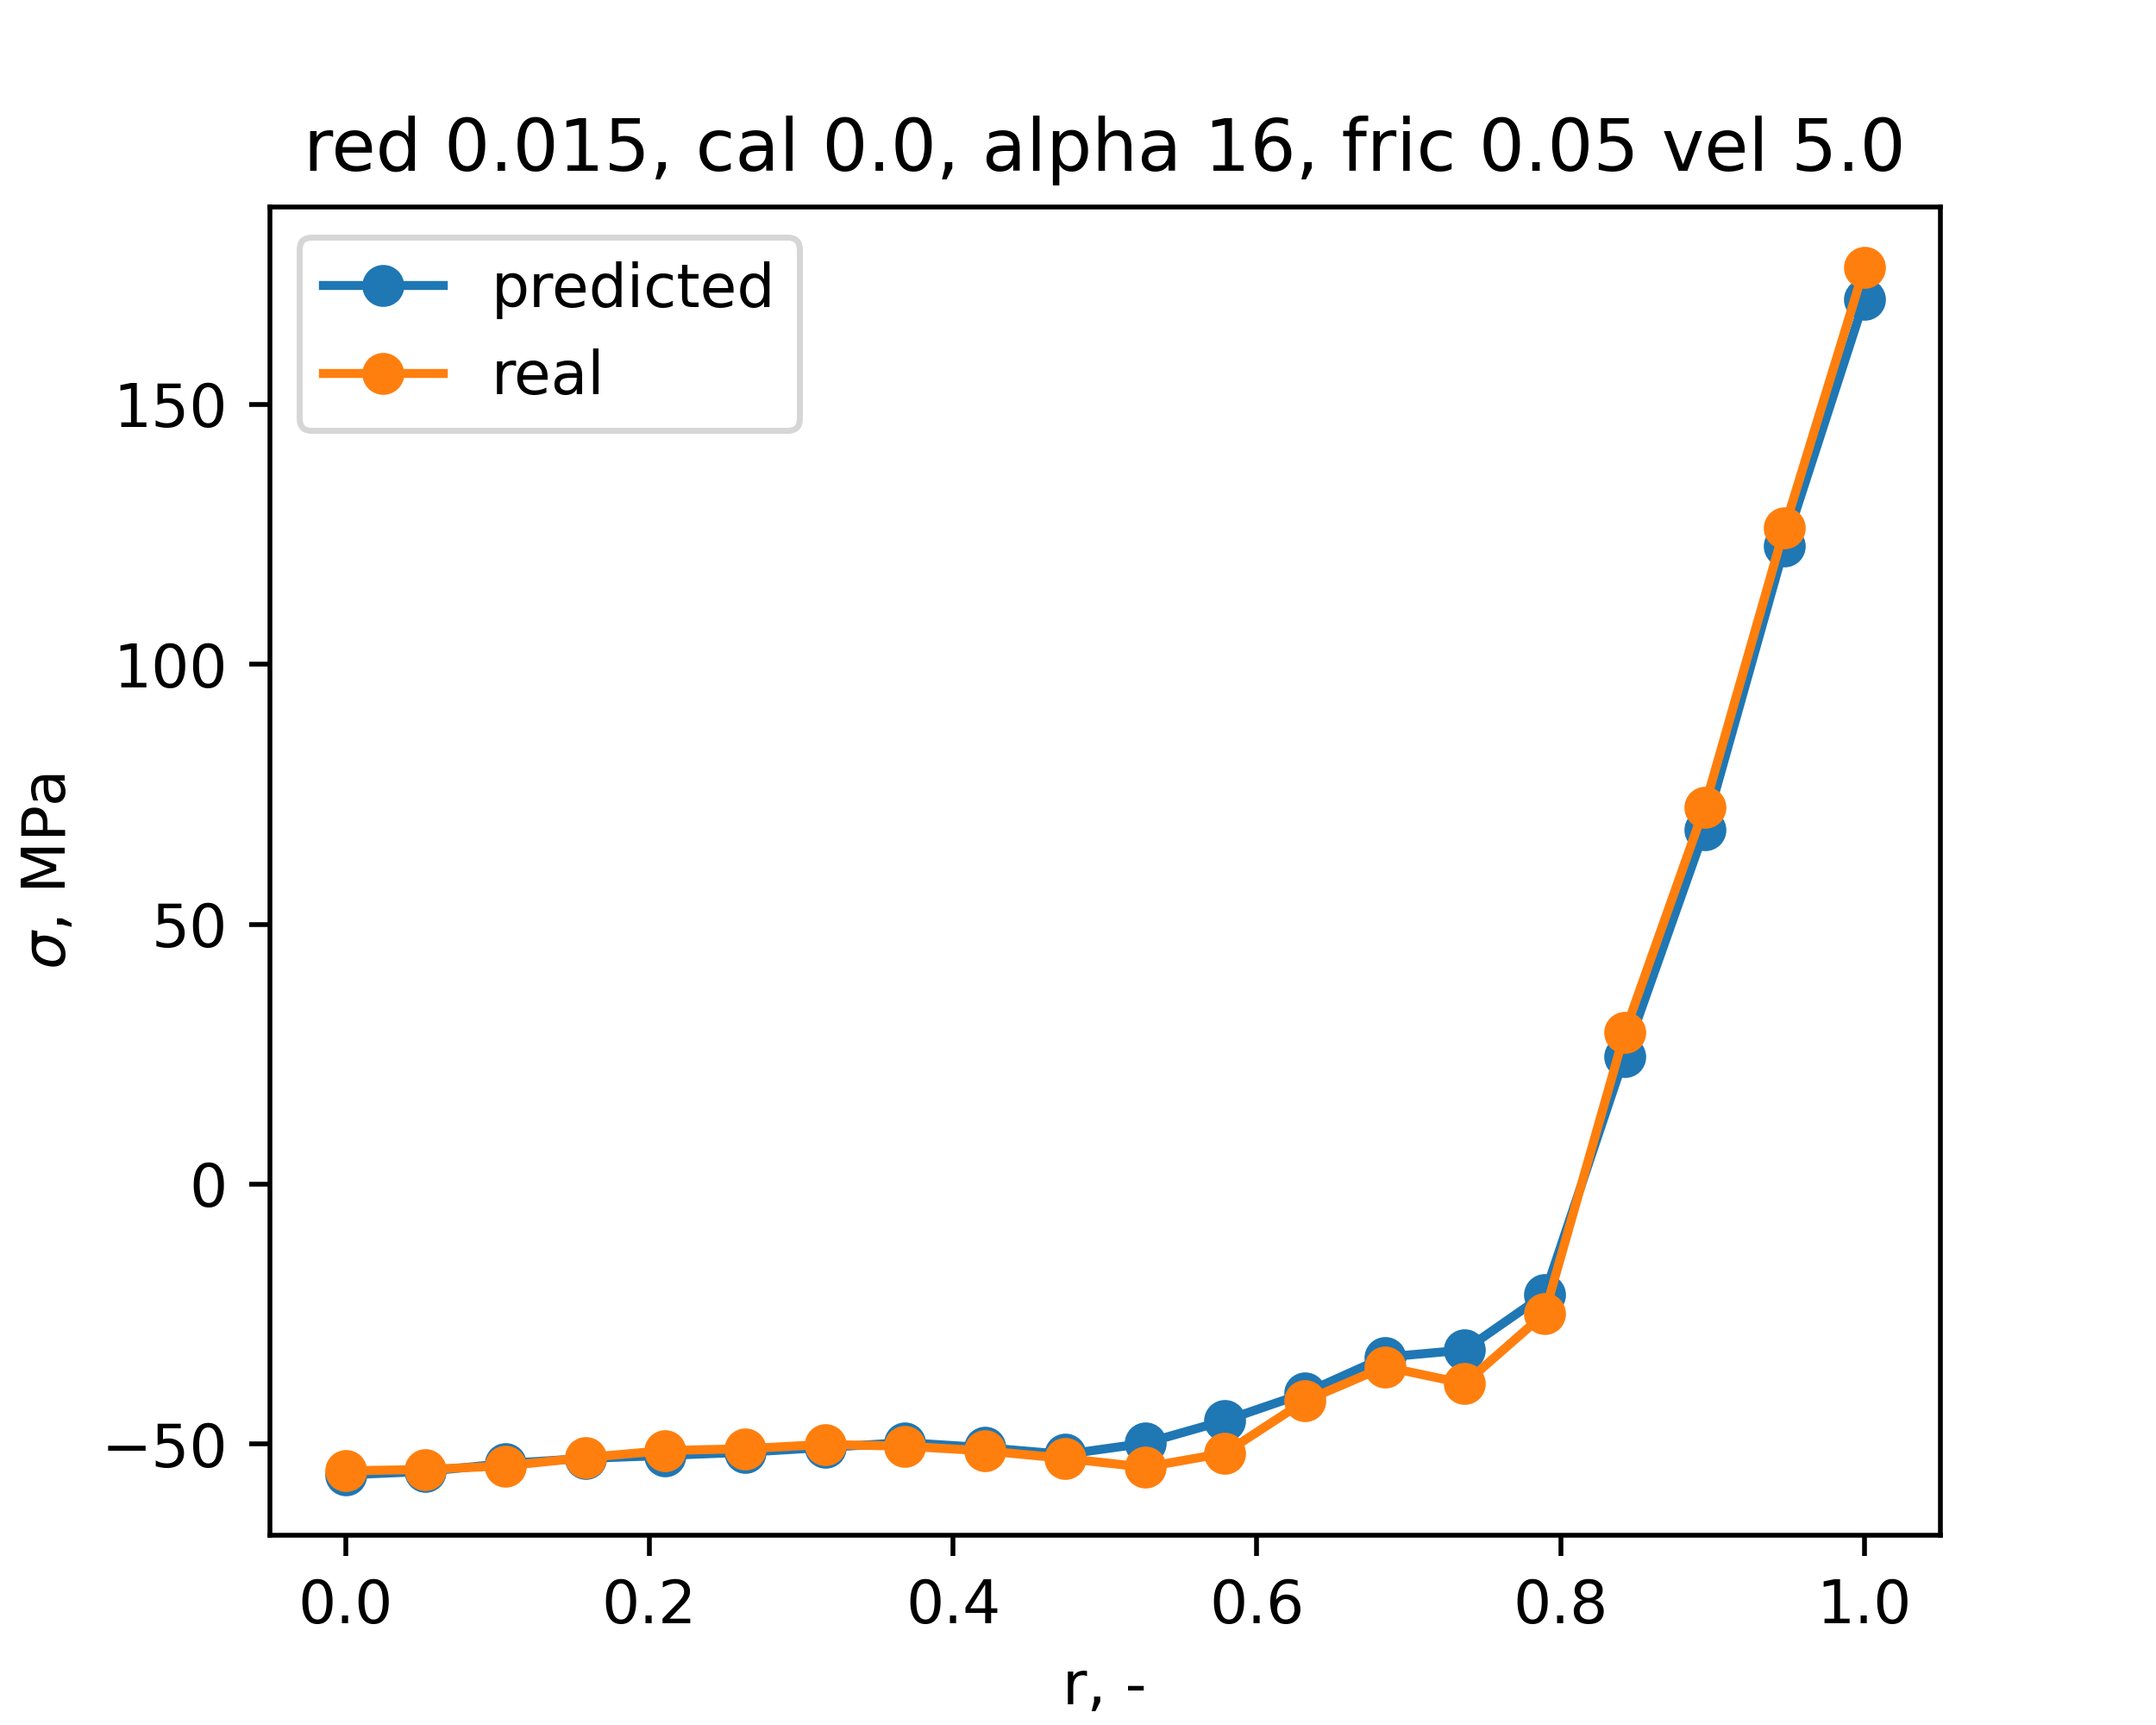 red 0.015, cal 0.0, alpha 16, fric 0.05 vel 5.0
predicted
real
150
100
50
0
−50
σ, MPa
0.0 0.2 0.4 0.6 0.8 1.0
r, -